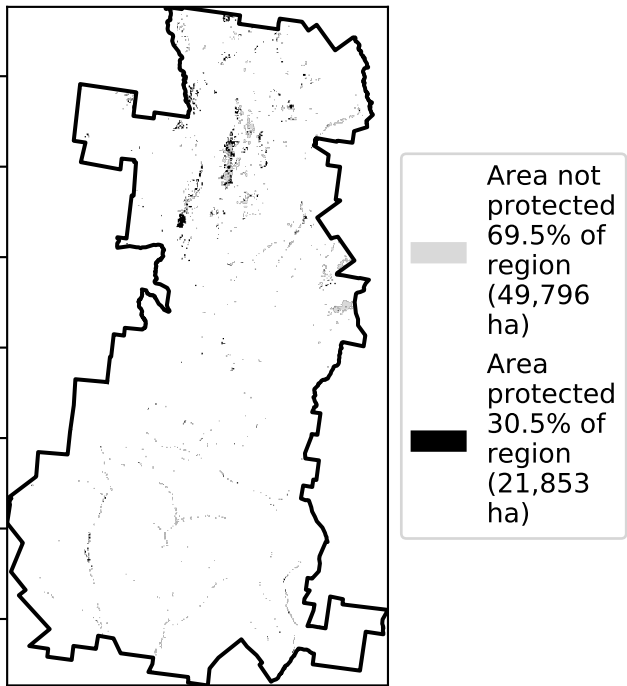 Area not
protected
69.5% of
region
(49,796
ha)
Area
protected
30.5% of
region
(21,853
ha)